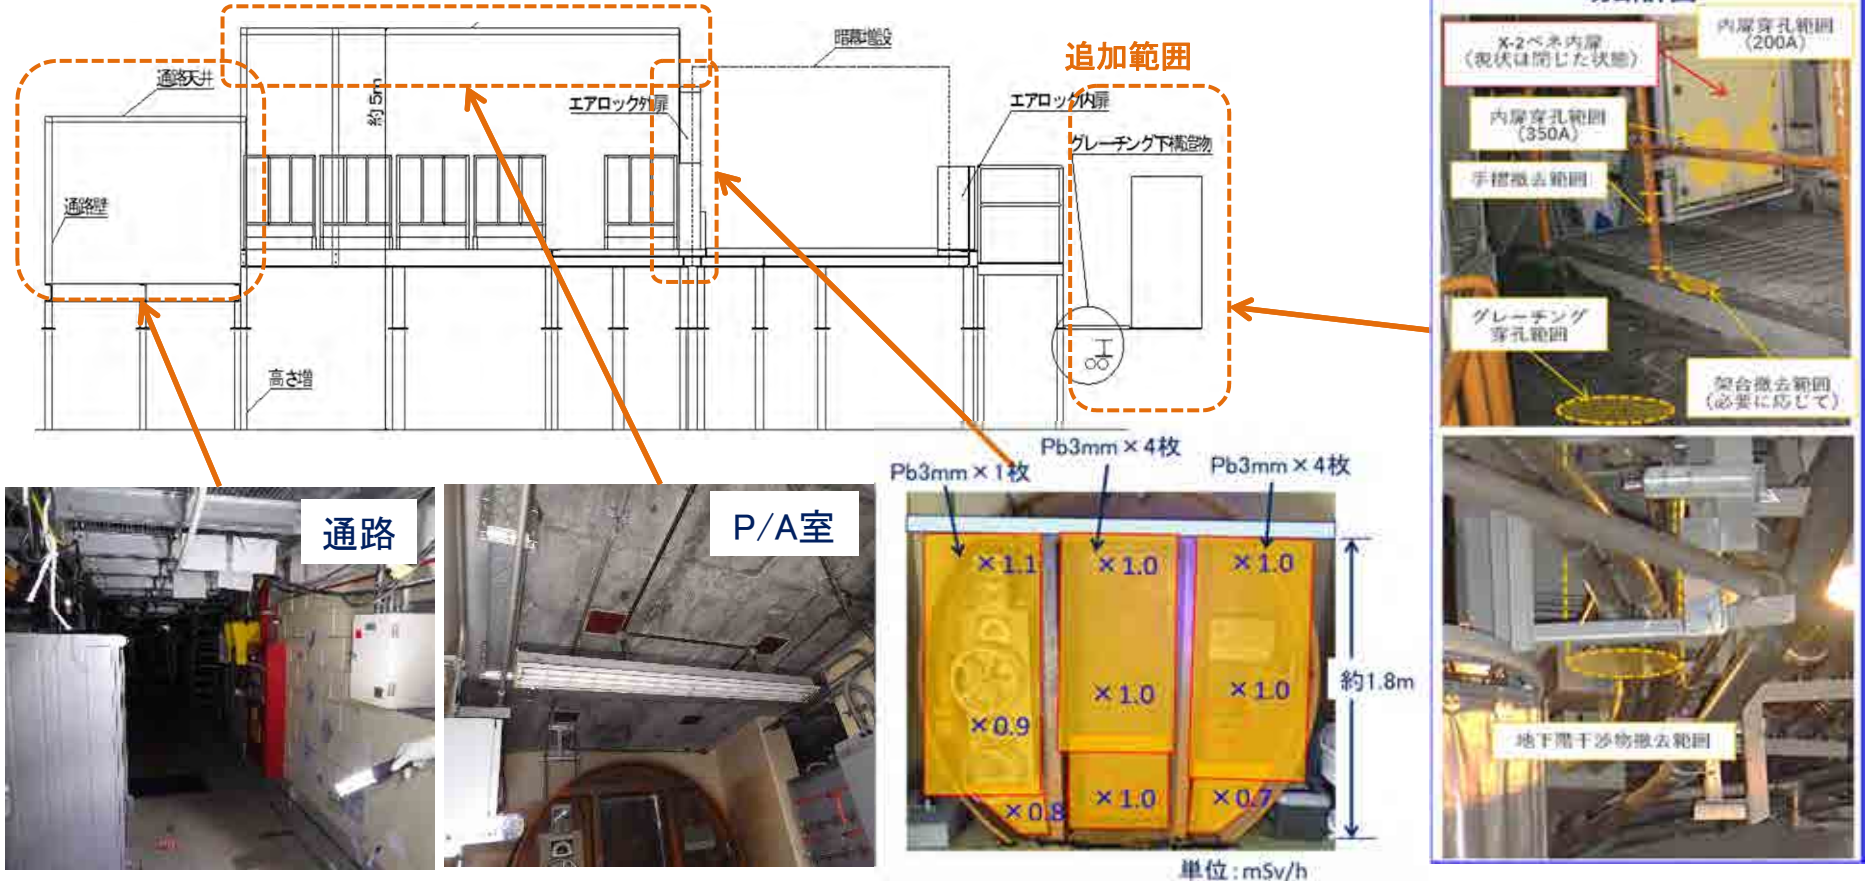 通路天井
通路壁
約5m
高さ増
エアロック外扉
暗幕増設
追加範囲
エアロック内扉
グレーチング下構造物
X-2ペネ内扉
(現状は閉じた状態)
内扉穿孔範囲
(200A)
内扉穿孔範囲
(350A)
手摺撤去範囲
グレーチング
穿孔範囲
架台撤去範囲
(必要に応じて)
地下階干渉物撤去範囲
通路
P/A室
Pb3mm×1枚
Pb3mm×4枚
Pb3mm×4枚
×1.1
×1.0
×1.0
×0.9
×1.0
×1.0
×0.8
×1.0
×0.7
約1.8m
単位:mSv/h